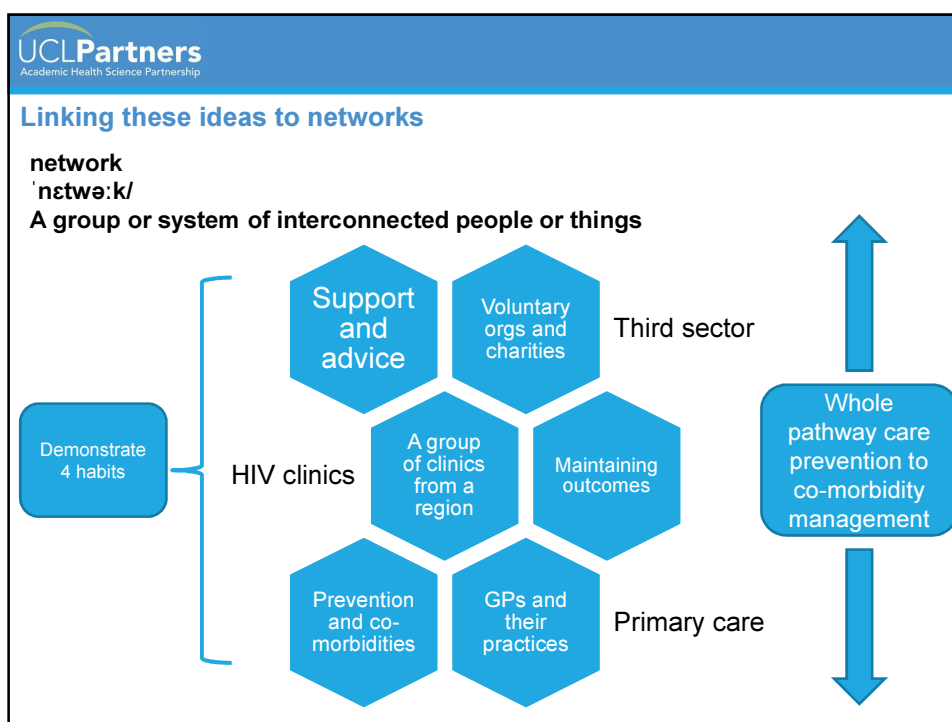 UCLPartners
Academic Health Science Partnership
Linking these ideas to networks
network
ˈnɛtwəːk/
A group or system of interconnected people or things
Support
and
advice
Voluntary
orgs and
charities
Third sector
Demonstrate
4 habits
HIV clinics
A group
of clinics
from a
region
Maintaining
outcomes
Whole
pathway care
prevention to
co-morbidity
management
Prevention
and co-
morbidities
GPs and
their
practices
Primary care